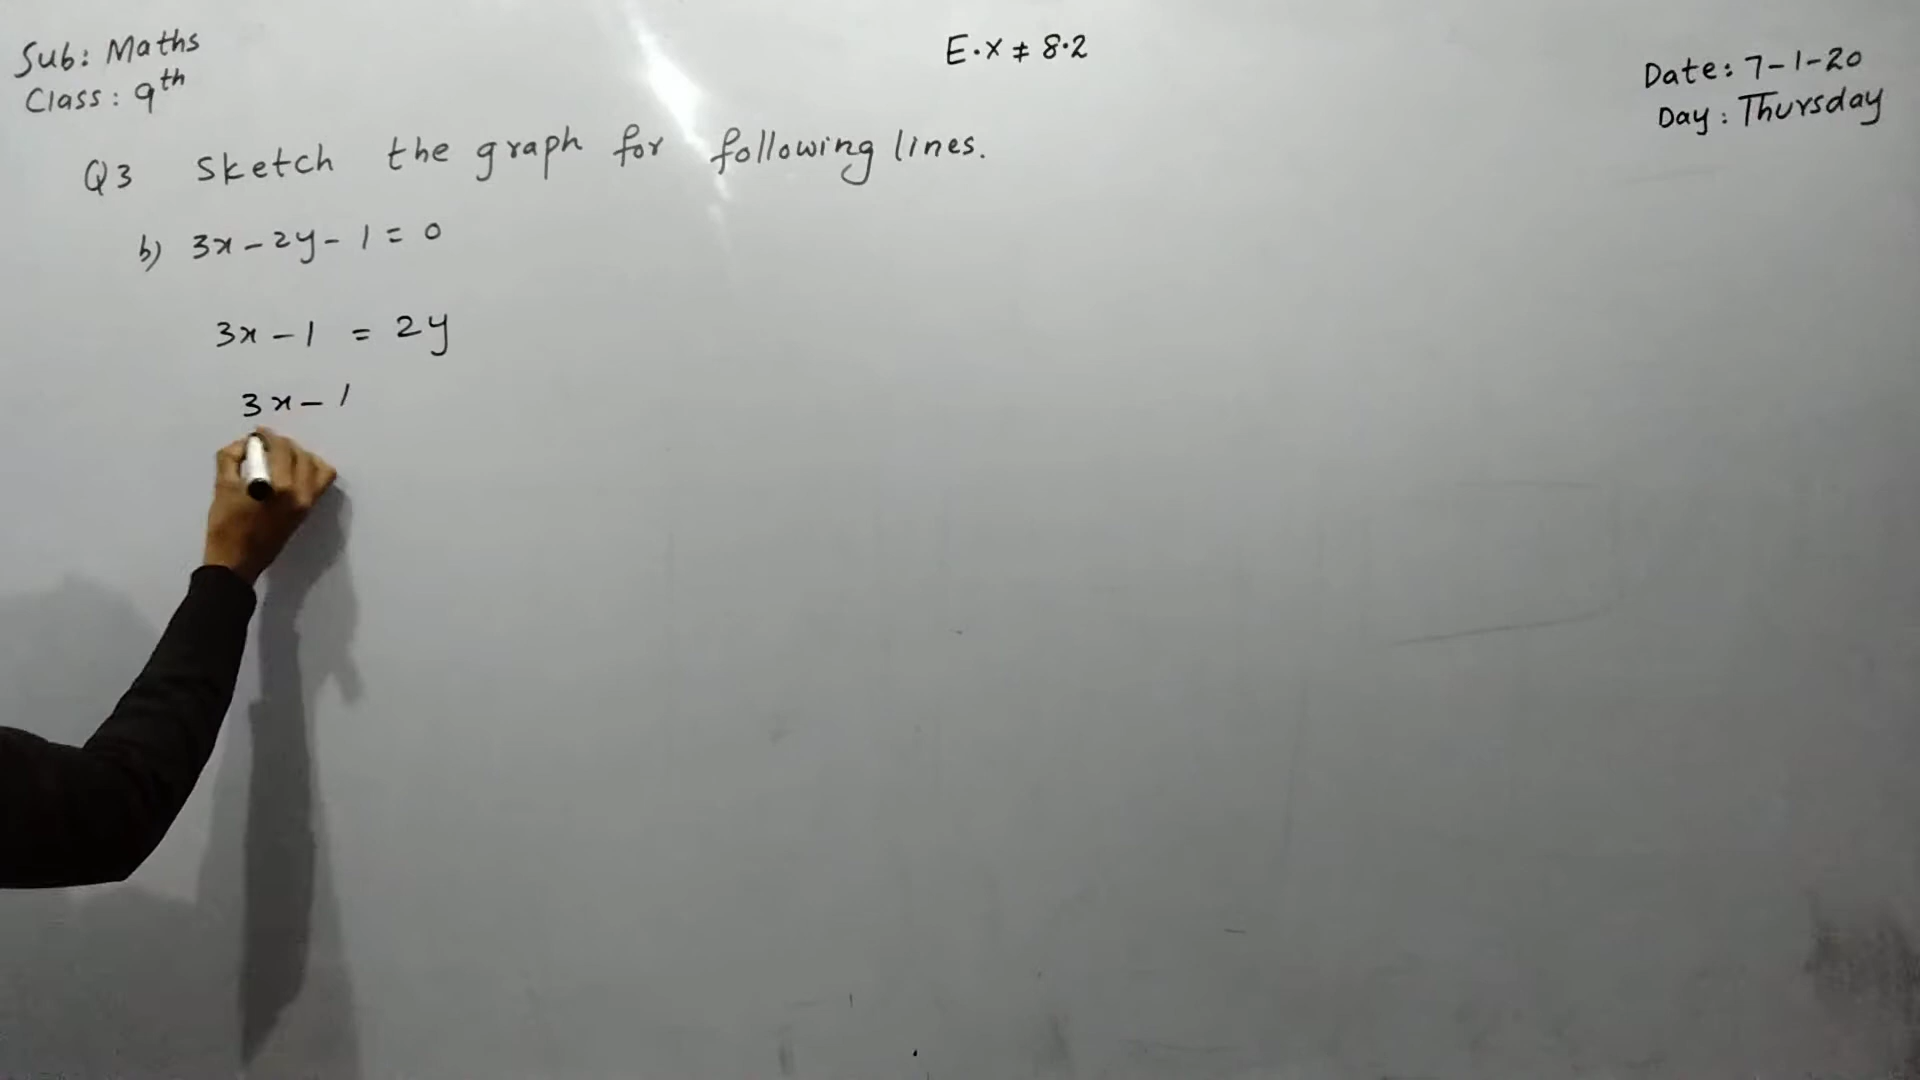 Sub: Maths
Class: 9th
E.X ≠ 8.2
Date: 7-1-20
Day: Thursday
Q3 Sketch the graph for following lines.
b) 3x - 2y - 1 = 0
3x - 1 = 2y
3x - 1